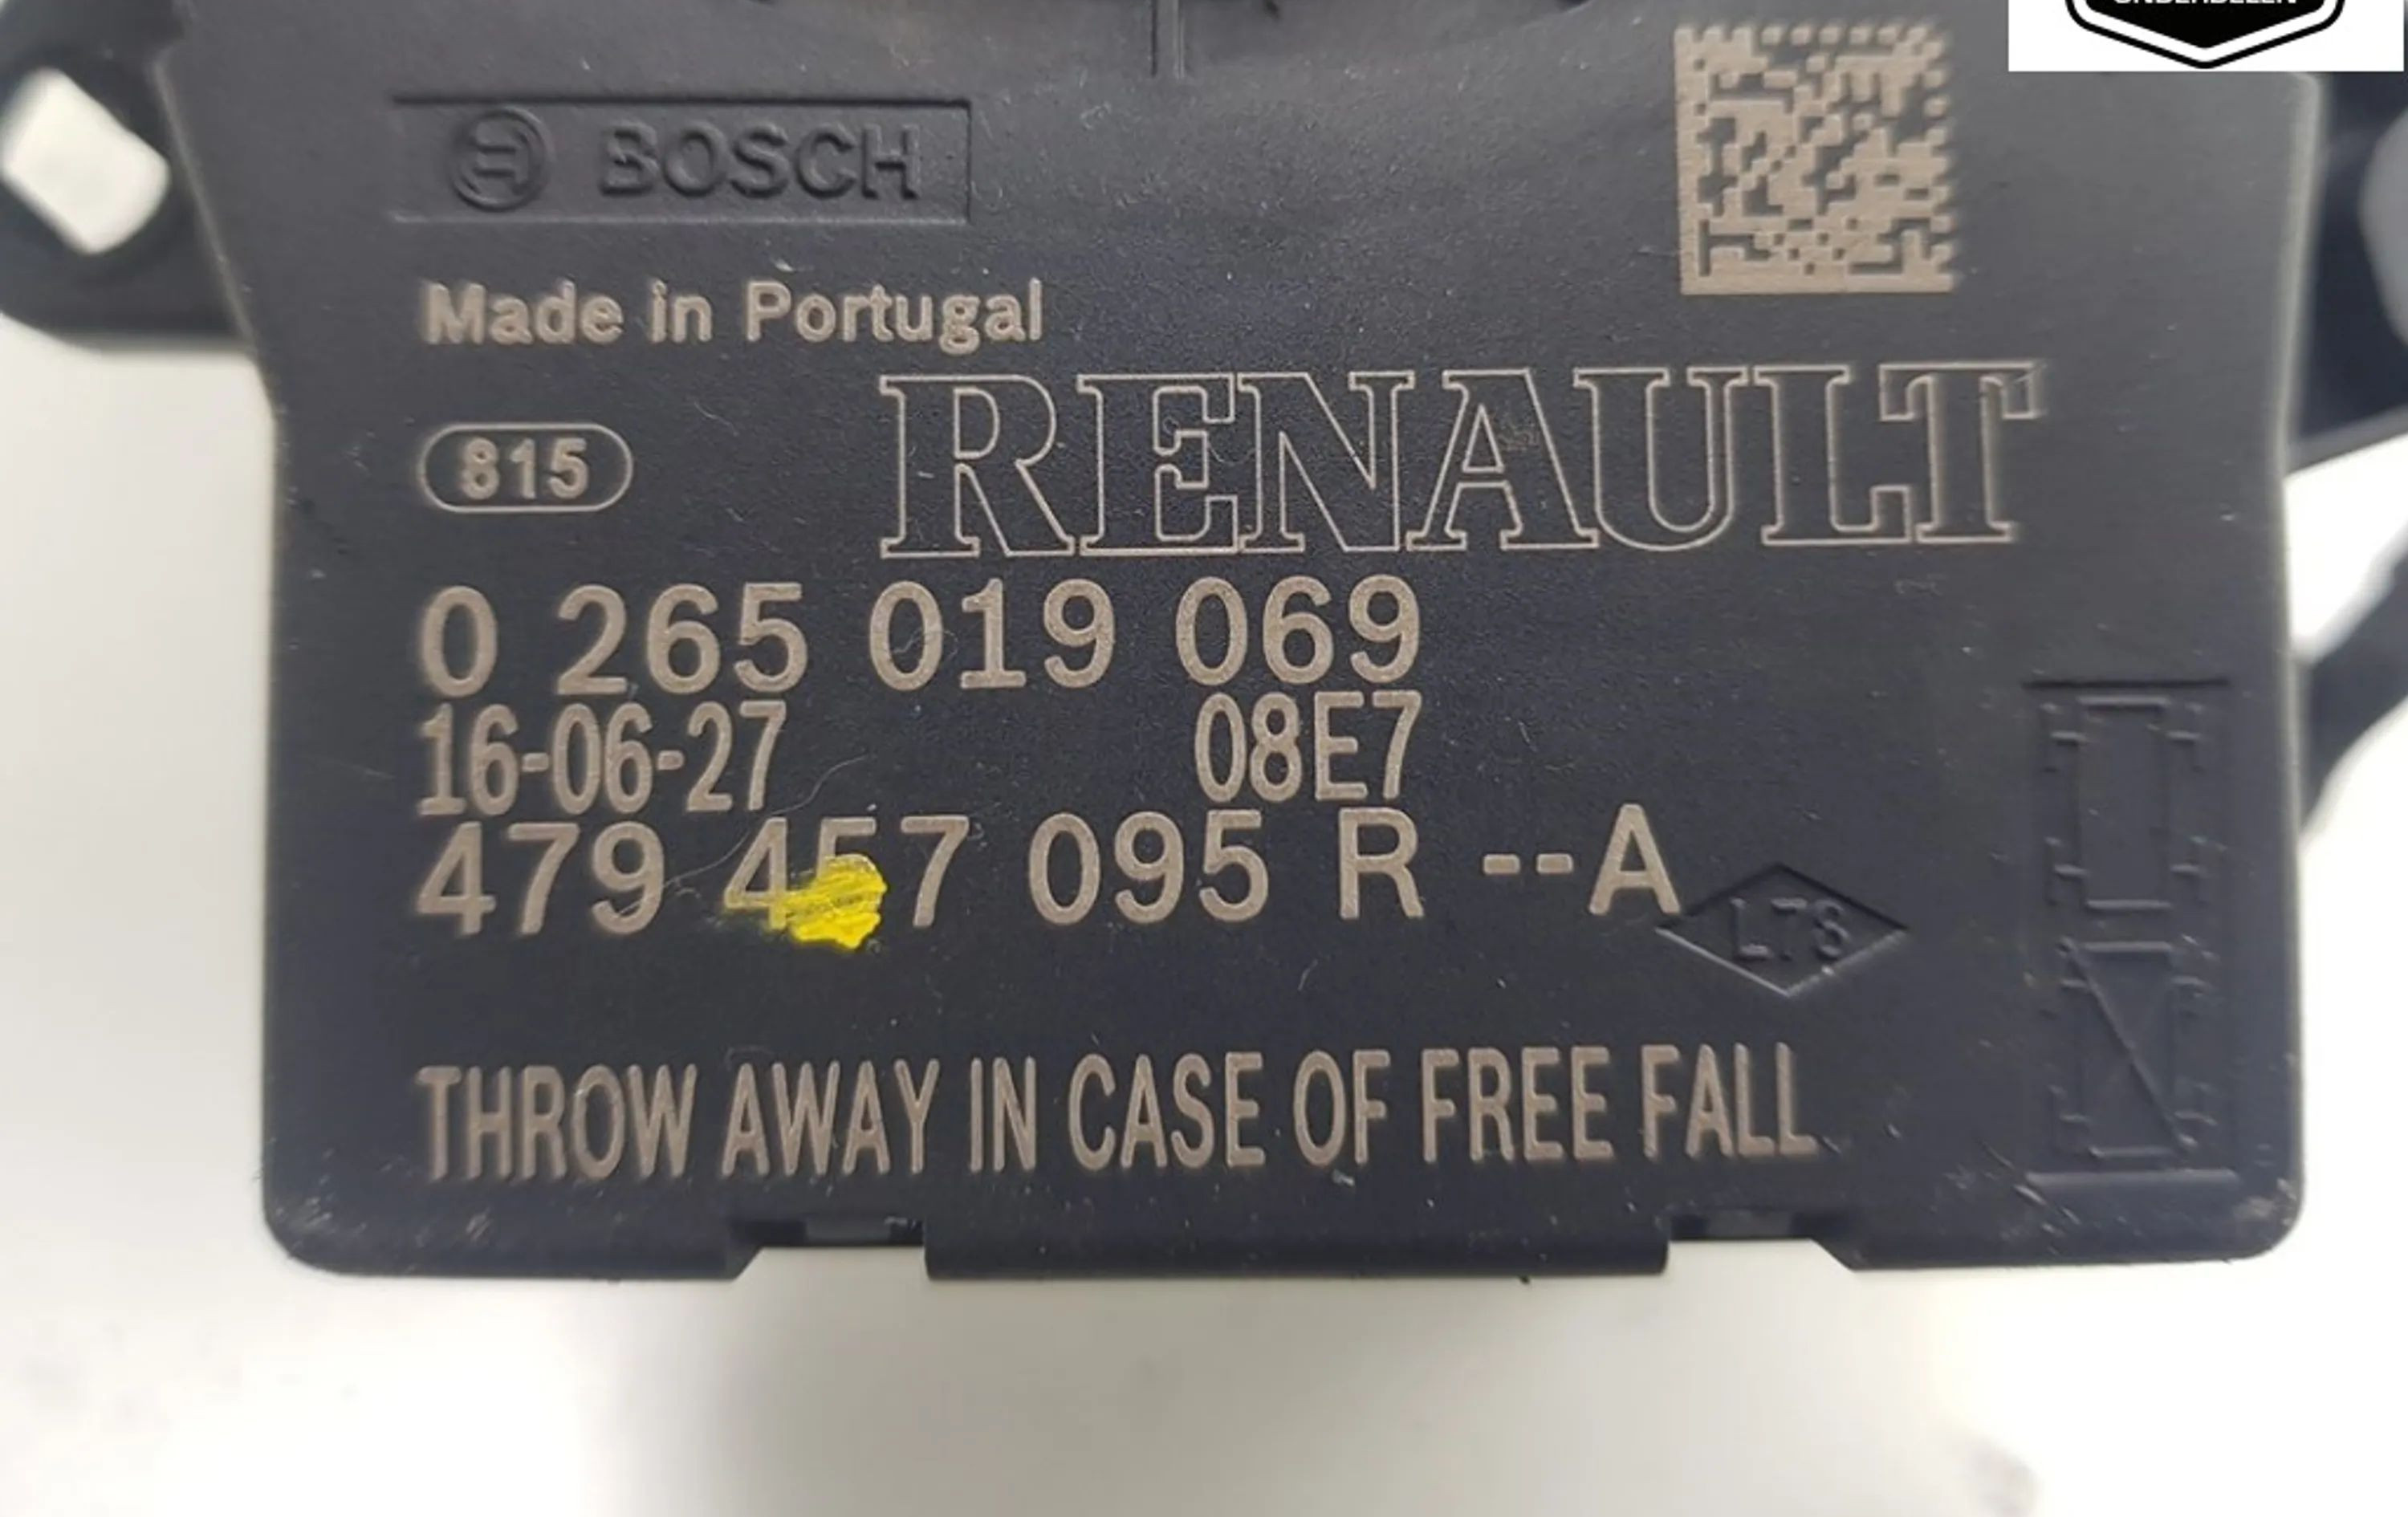 BOSCH
Made in Portugal
RENAULT
815
0 265 019 069
16-06-27 08E7
479 457 095 R --A
L78
THROW AWAY IN CASE OF FREE FALL